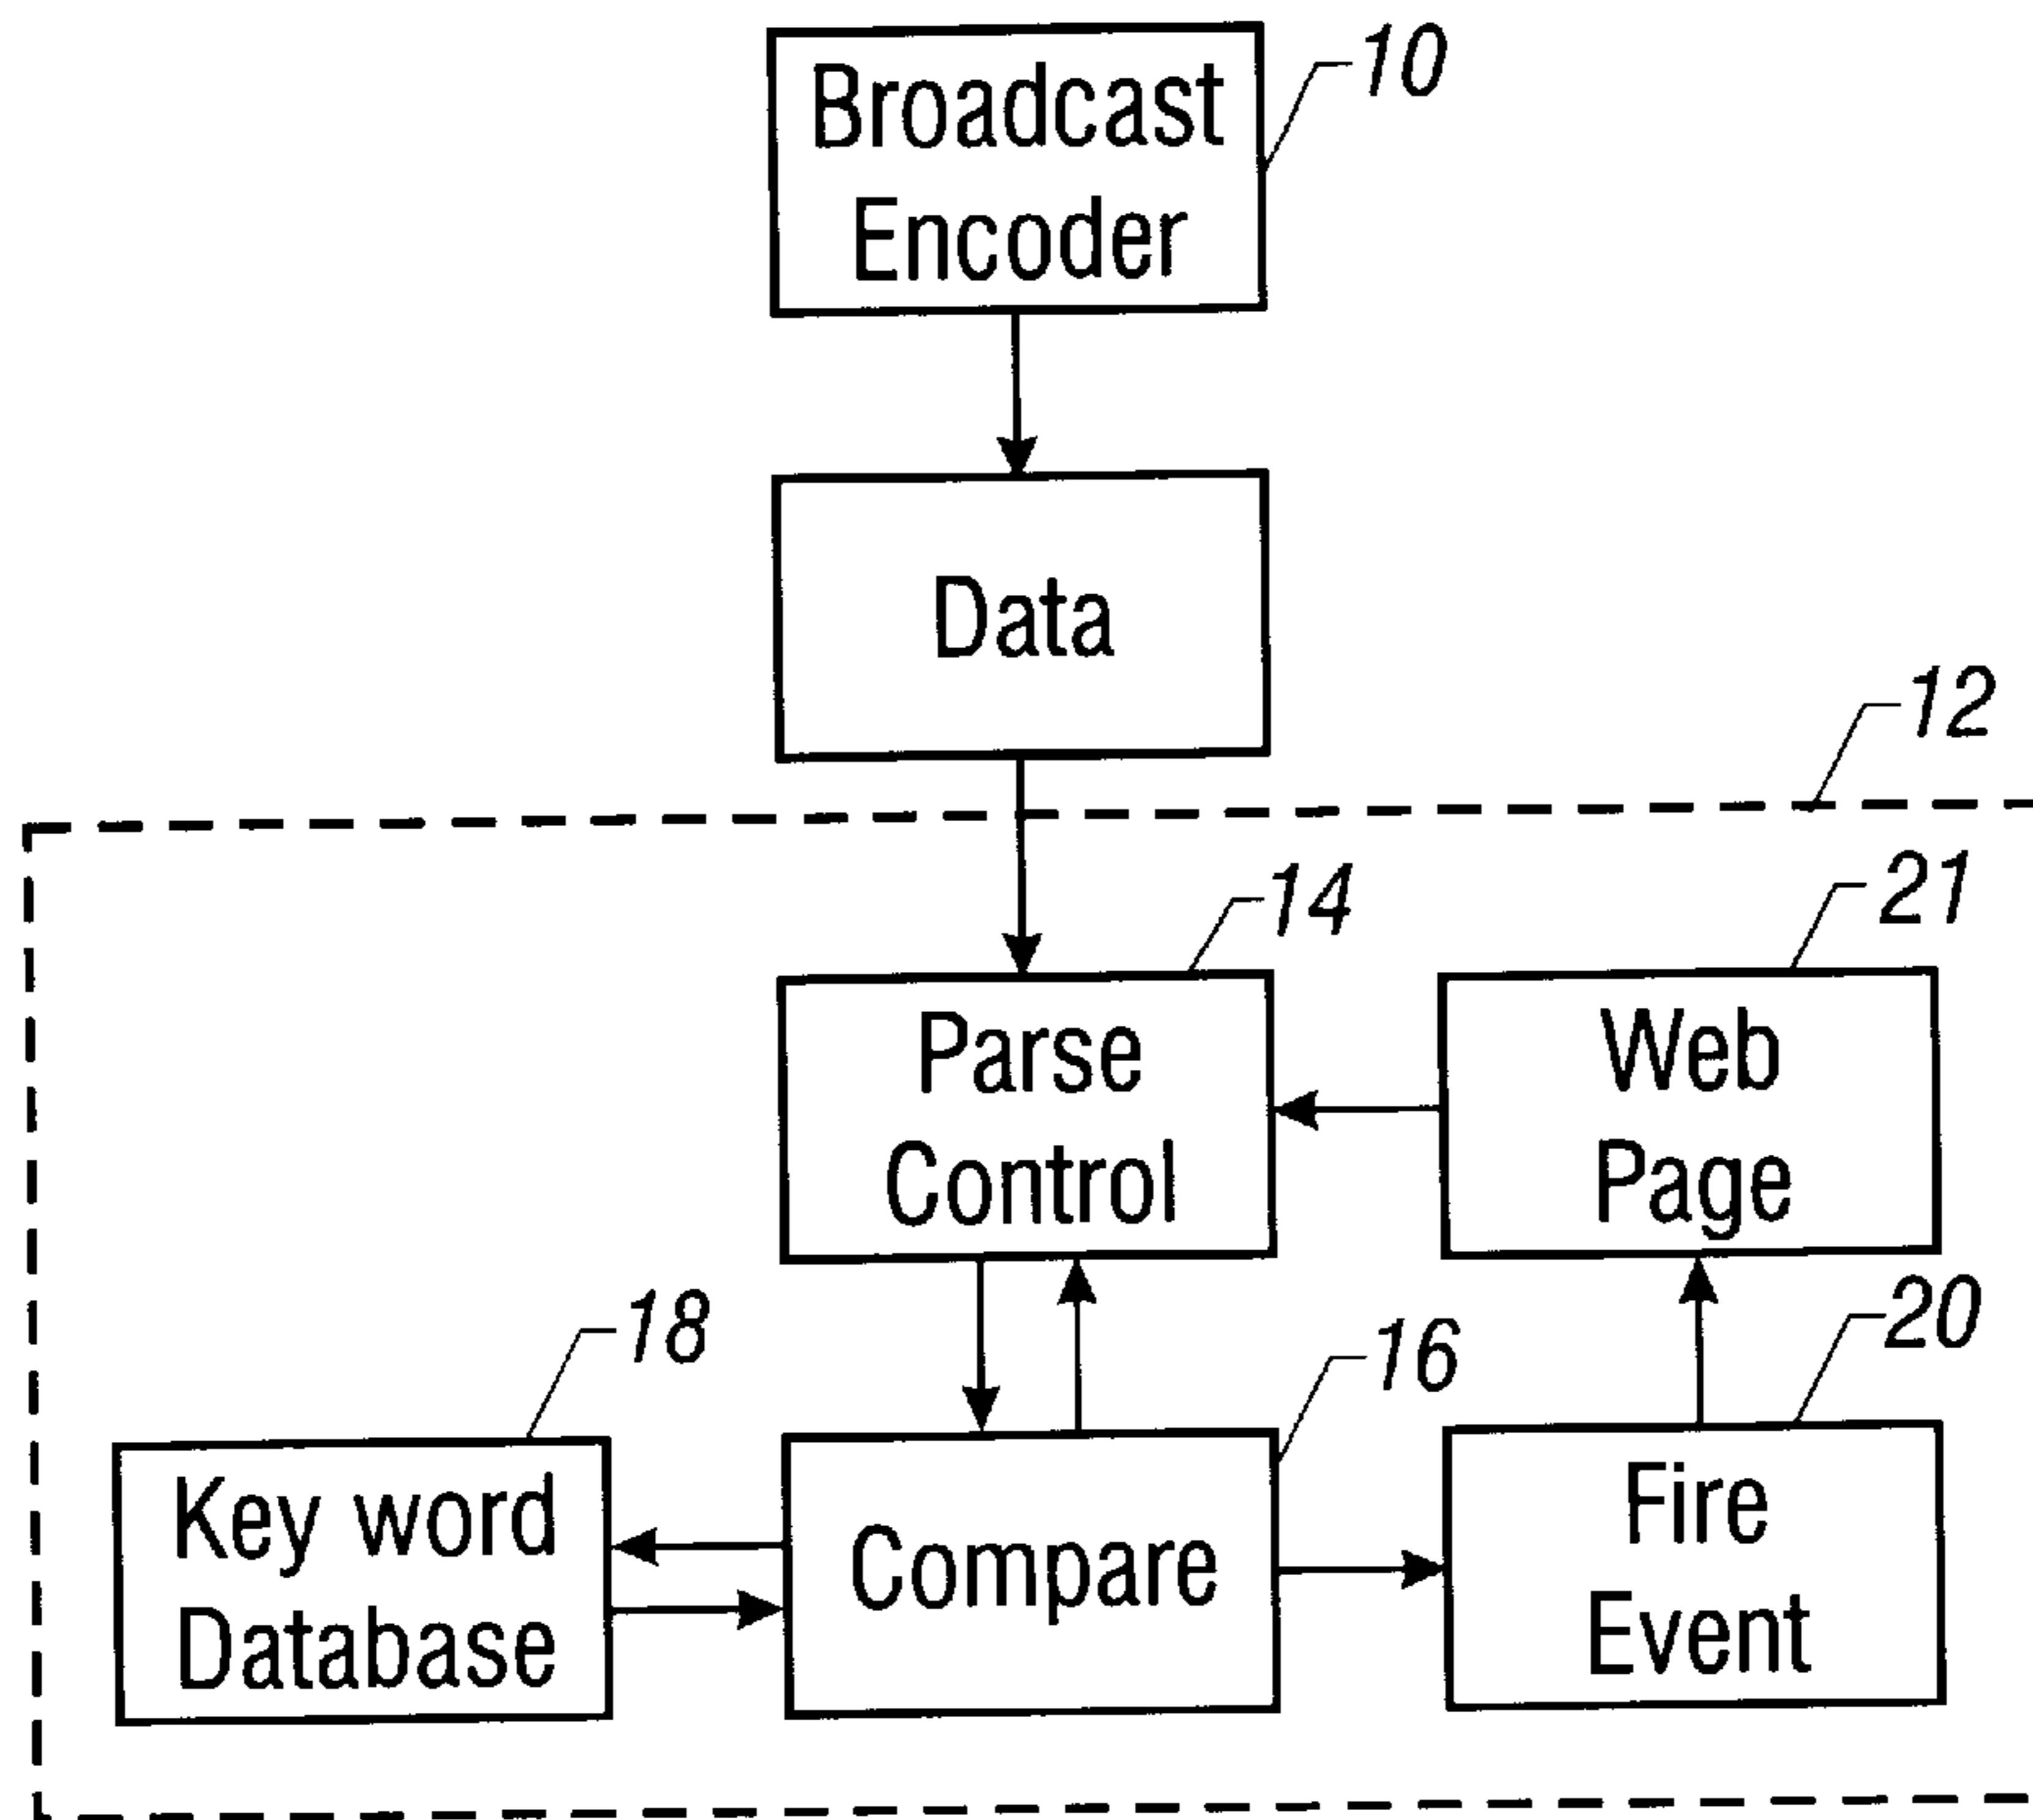 Broadcast
Encoder
10
Data
12
14
Parse
Control
21
Web
Page
18
Key word
Database
16
Compare
20
Fire
Event